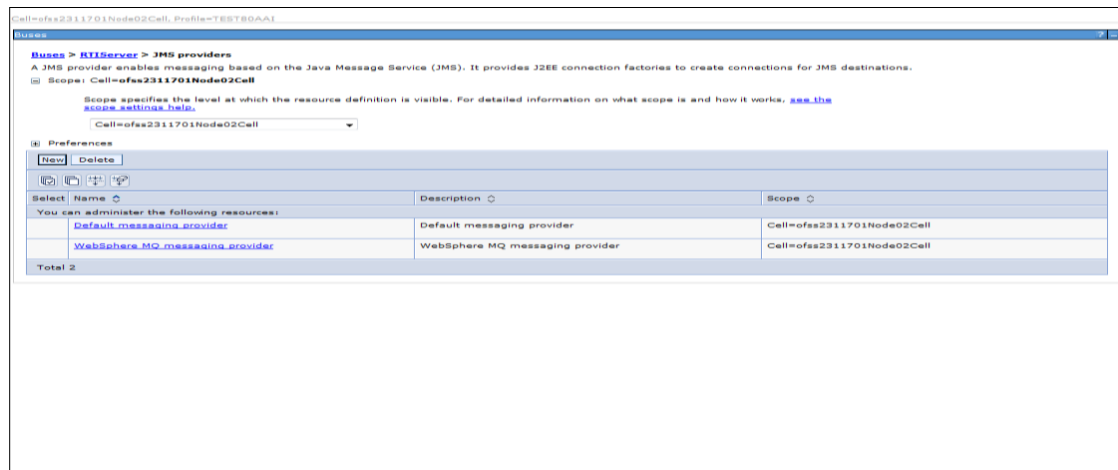 Cell=ofss2311701Node02Cell, Profile=TEST80AAI
Buses ? -
Buses > RTIServer > JMS providers
A JMS provider enables messaging based on the Java Message Service (JMS). It provides J2EE connection factories to create connections for JMS destinations.
Scope: Cell=ofss2311701Node02Cell
Scope specifies the level at which the resource definition is visible. For detailed information on what scope is and how it works, see the
scope settings help.
Cell=ofss2311701Node02Cell
Preferences
New Delete
Select Name Description Scope
You can administer the following resources:
Default messaging provider Default messaging provider Cell=ofss2311701Node02Cell
WebSphere MQ messaging provider WebSphere MQ messaging provider Cell=ofss2311701Node02Cell
Total 2